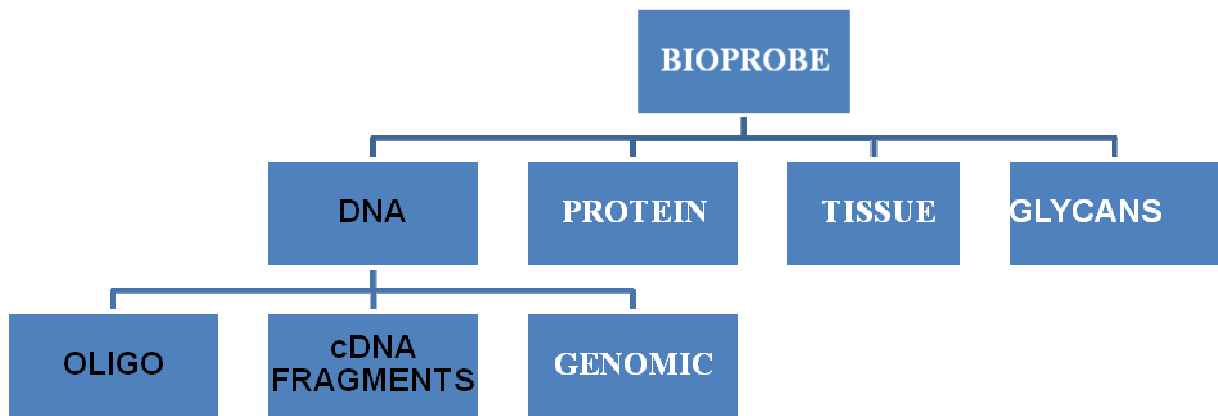 BIOPROBE
DNA
PROTEIN
TISSUE
GLYCANS
OLIGO
cDNA
FRAGMENTS
GENOMIC